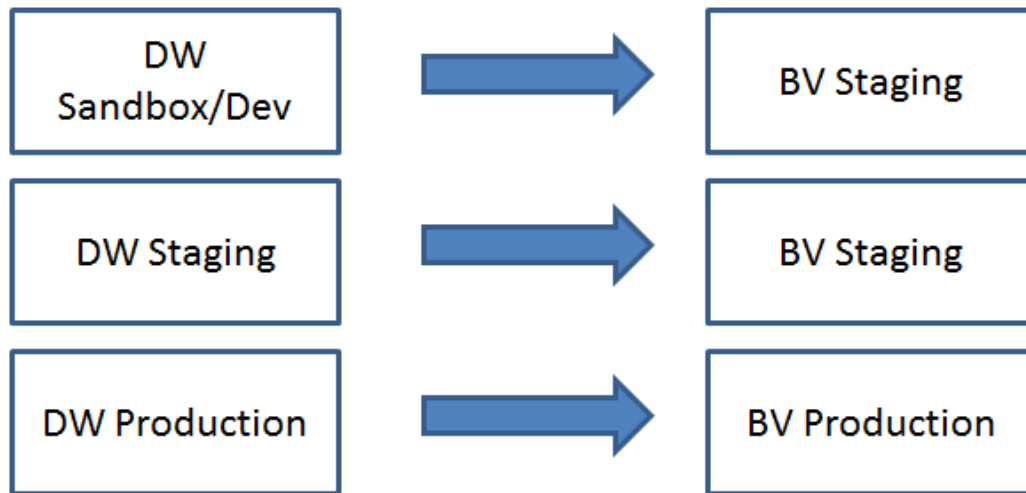 DW
Sandbox/Dev
BV Staging
DW Staging
BV Staging
DW Production
BV Production